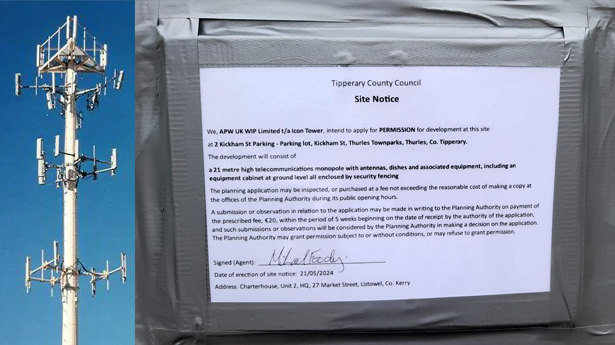 Tipperary County Council
Site Notice
We, APW UK WIP Limited t/a Icon Tower, intend to apply for PERMISSION for development at this site
at 2 Kickham St Parking - Parking lot, Kickham St, Thurles Townparks, Thurles, Co. Tipperary.
The development will consist of
a 21 metre high telecommunications monopole with antennas, dishes and associated equipment, including an
equipment cabinet at ground level all enclosed by security fencing
The planning application may be inspected, or purchased at a fee not exceeding the reasonable cost of making a copy at
the offices of the Planning Authority during its public opening hours.
A submission or observation in relation to the application may be made in writing to the Planning Authority on payment of
the prescribed fee, €20, within the period of 5 weeks beginning on the date of receipt by the authority of the application,
and such submissions or observations will be considered by the Planning Authority in making a decision on the application.
The Planning Authority may grant permission subject to or without conditions, or may refuse to grant permission.
Signed (Agent):
Date of erection of site notice: 21/05/2024
Address: Charterhouse, Unit 2, HQ, 27 Market Street, Listowel, Co. Kerry